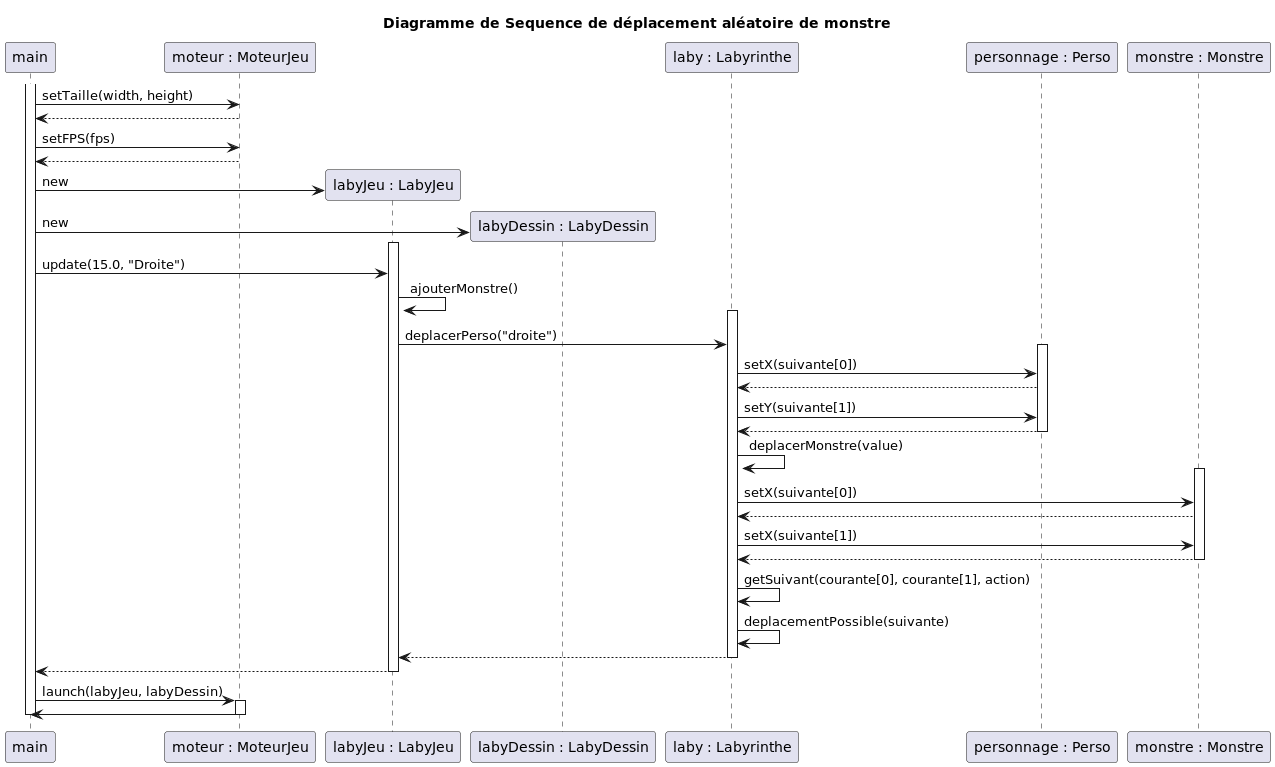 Diagramme de Sequence de déplacement aléatoire de monstre
main
moteur : MoteurJeu
laby : Labyrinthe
personnage : Perso
monstre : Monstre
setTaille(width, height)
setFPS(fps)
new
labyJeu : LabyJeu
new
labyDessin : LabyDessin
update(15.0, "Droite")
ajouterMonstre()
deplacerPerso("droite")
setX(suivante[0])
setY(suivante[1])
deplacerMonstre(value)
setX(suivante[0])
setX(suivante[1])
getSuivant(courante[0], courante[1], action)
deplacementPossible(suivante)
launch(labyJeu, labyDessin)
main
moteur : MoteurJeu
labyJeu : LabyJeu
labyDessin : LabyDessin
laby : Labyrinthe
personnage : Perso
monstre : Monstre